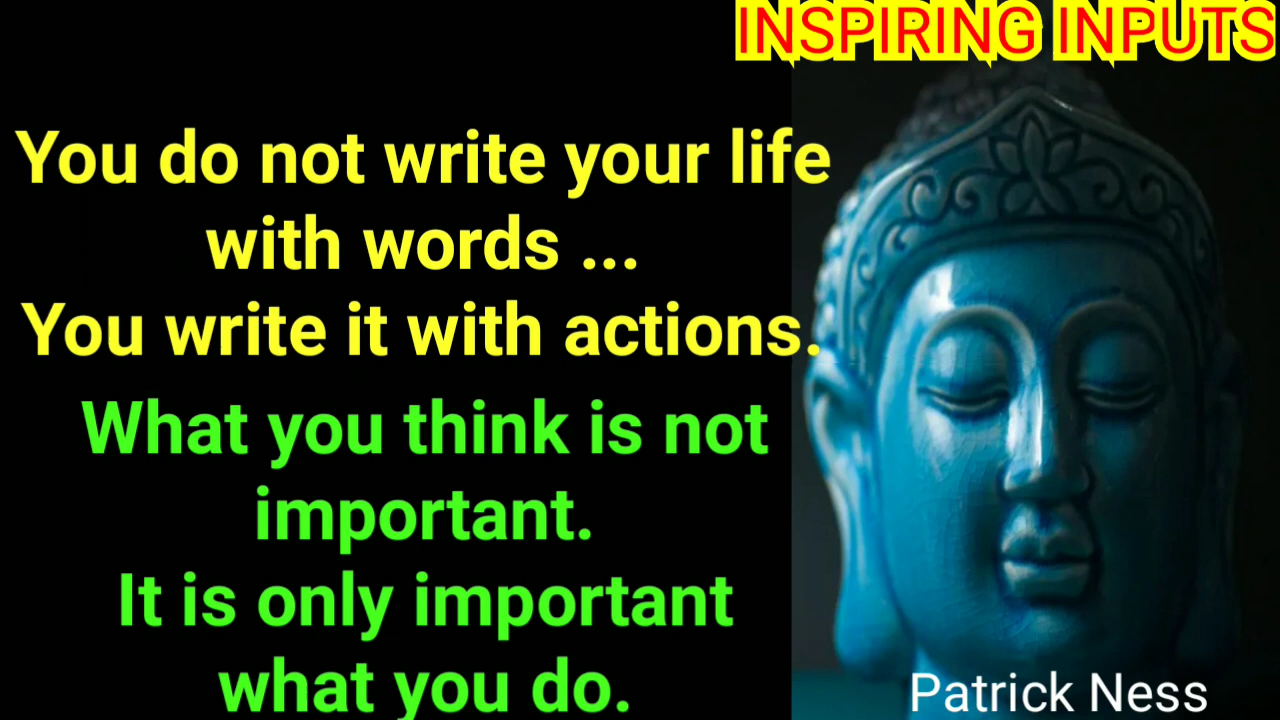 INSPIRING INPUTS
You do not write your life
with words ...
You write it with actions.
What you think is not
important.
It is only important
what you do.
Patrick Ness